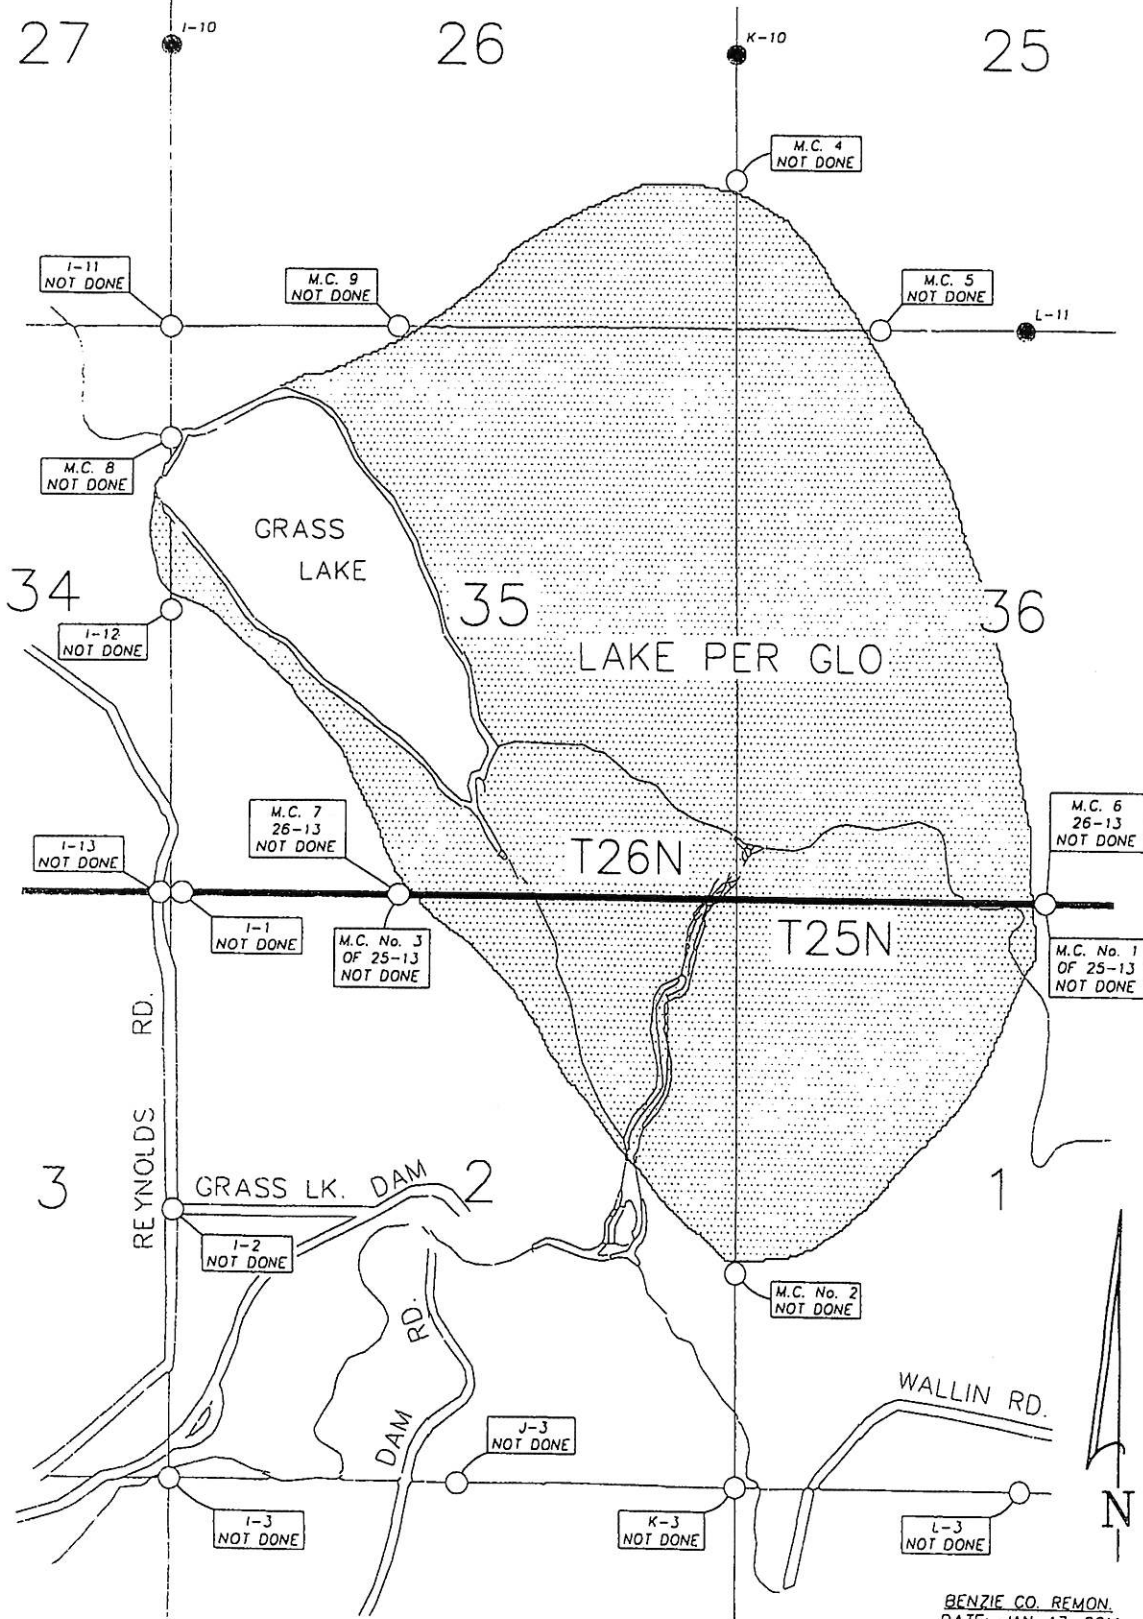 27
I-10
26
K-10
25
M.C. 4
NOT DONE
I-11
NOT DONE
M.C. 9
NOT DONE
M.C. 5
NOT DONE
L-11
M.C. 8
NOT DONE
GRASS
LAKE
34
35
36
I-12
NOT DONE
LAKE PER GLO
M.C. 7
26-13
NOT DONE
M.C. 6
26-13
NOT DONE
I-13
NOT DONE
T26N
I-1
NOT DONE
M.C. No. 3
OF 25-13
NOT DONE
T25N
M.C. No. 1
OF 25-13
NOT DONE
REYNOLDS RD.
3
GRASS LK. DAM
2
1
I-2
NOT DONE
M.C. No. 2
NOT DONE
DAM RD.
WALLIN RD.
J-3
NOT DONE
I-3
NOT DONE
K-3
NOT DONE
L-3
NOT DONE
N
BENZIE CO. REMON.